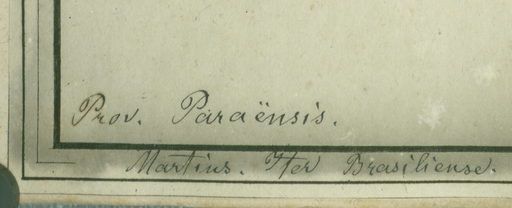 Prov. Paraënsis.
Martius. Iter Brasiliense.